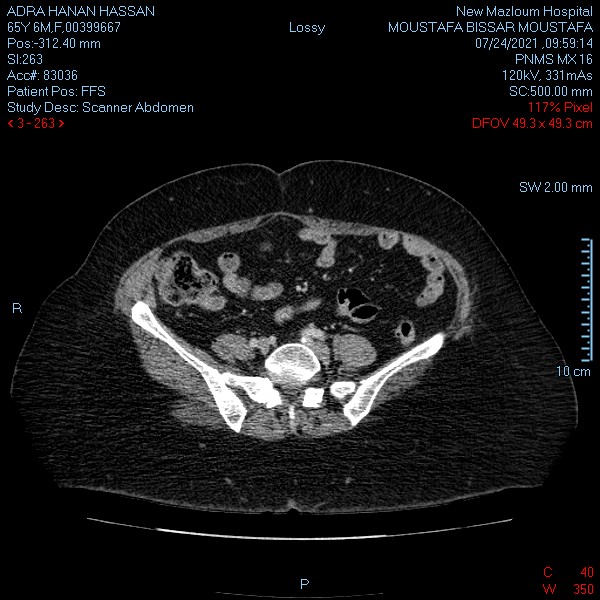 ADRA HANAN HASSAN
65Y 6M,F,00399667
Pos:-312.40 mm
SI:263
Acc#: 83036
Patient Pos: FFS
Study Desc: Scanner Abdomen
< 3 - 263 >
Lossy
New Mazloum Hospital
MOUSTAFA BISSAR MOUSTAFA
07/24/2021 ,09:59:14
PNMS MX 16
120kV, 331mAs
SC:500.00 mm
117% Pixel
DFOV 49.3 x 49.3 cm
SW 2.00 mm
R
10 cm
P
C 40
W 350